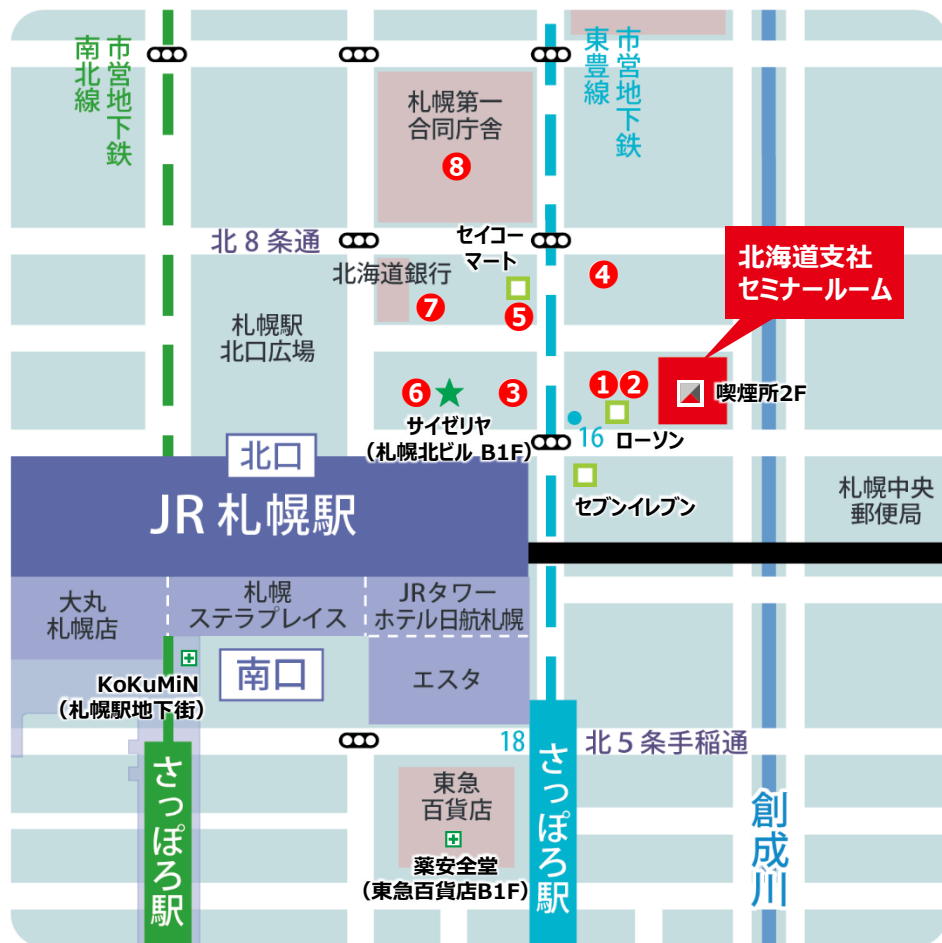 市営地下鉄
南北線
市営地下鉄
東豊線
札幌第一
合同庁舎
8
北8条通
セイコー
マート
4
北海道支社
セミナールーム
北海道銀行
7
5
札幌駅
北口広場
6
3
1
2
喫煙所2F
サイゼリヤ
(札幌北ビル B1F)
16
ローソン
北口
JR 札幌駅
セブンイレブン
札幌中央
郵便局
大丸
札幌店
札幌
ステラプレイス
JRタワー
ホテル日航札幌
KoKuMiN
(札幌駅地下街)
南口
エスタ
18
北5条手稲通
さっぽろ駅
さっぽろ駅
東急
百貨店
薬安全堂
(東急百貨店B1F)
創成川